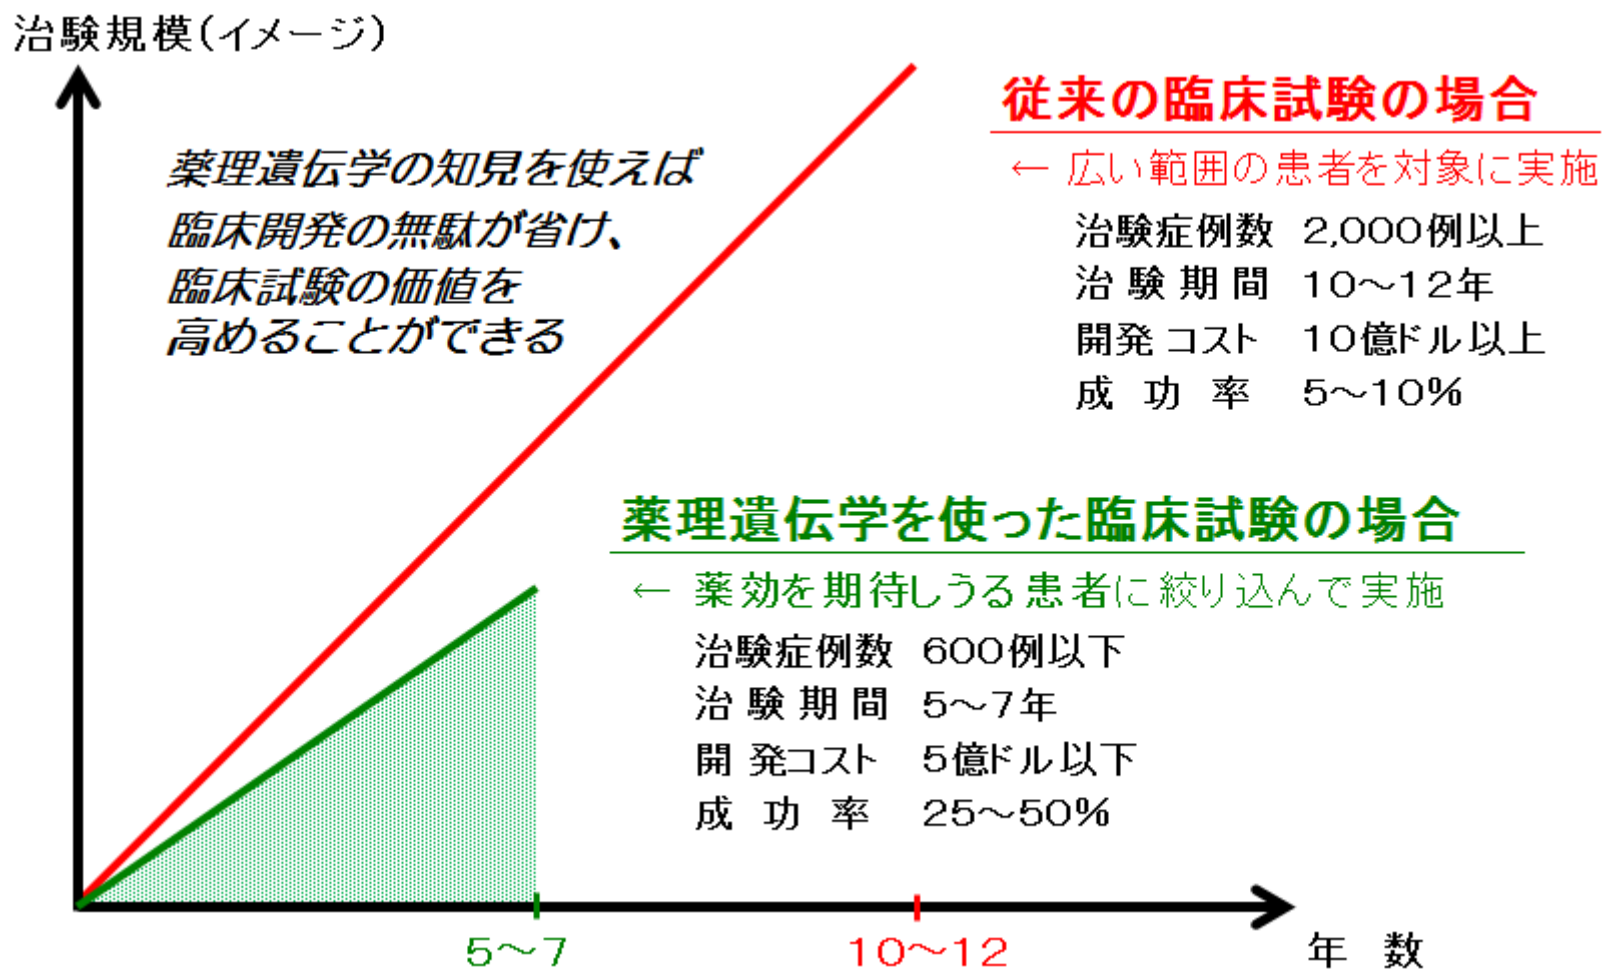 治験規模(イメージ)
従来の臨床試験の場合
← 広い範囲の患者を対象に実施
治験症例数 2,000例以上
治験期間 10～12年
開発コスト 10億ドル以上
成功率 5～10%
薬理遺伝学の知見を使えば
臨床開発の無駄が省け、
臨床試験の価値を
高めることができる
薬理遺伝学を使った臨床試験の場合
← 薬効を期待しうる患者に絞り込んで実施
治験症例数 600例以下
治験期間 5～7年
開発コスト 5億ドル以下
成功率 25～50%
5～7
10～12
年数